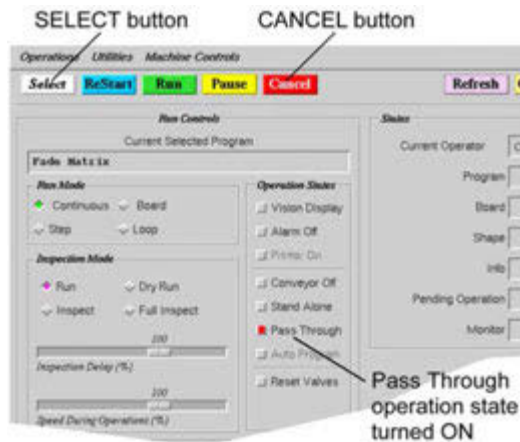 SELECT button CANCEL button
Operations Utilities Machine Controls
Select ReStart Run Pause Cancel Refresh
Run Controls Status
Current Selected Program
Fade Matrix
Current Operator
Run Mode Operation States
Program
Continuous Board Vision Display
Board
Step Loop Alarm Off
Shape
Inspection Mode
Info
Run Dry Run Conveyor Off
Inspect Full Inspect Stand Alone
Pending Operation
100 Pass Through
Monitor
Inspection Delay (%) Auto Program
100 Reset Valves
Speed During Operations (%)
Pass Through
operation state
turned ON